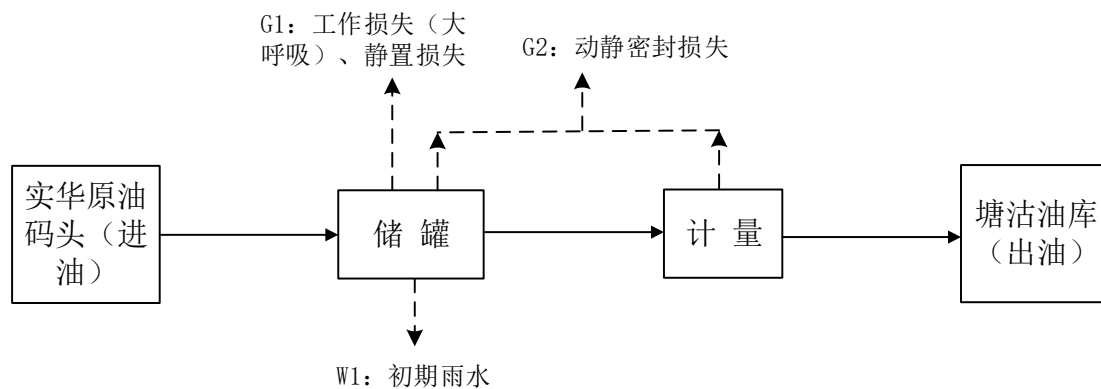 G1：工作损失（大
呼吸）、静置损失
G2：动静密封损失
实华原油
码头（进
油）
储 罐
计 量
塘沽油库
（出油）
W1：初期雨水